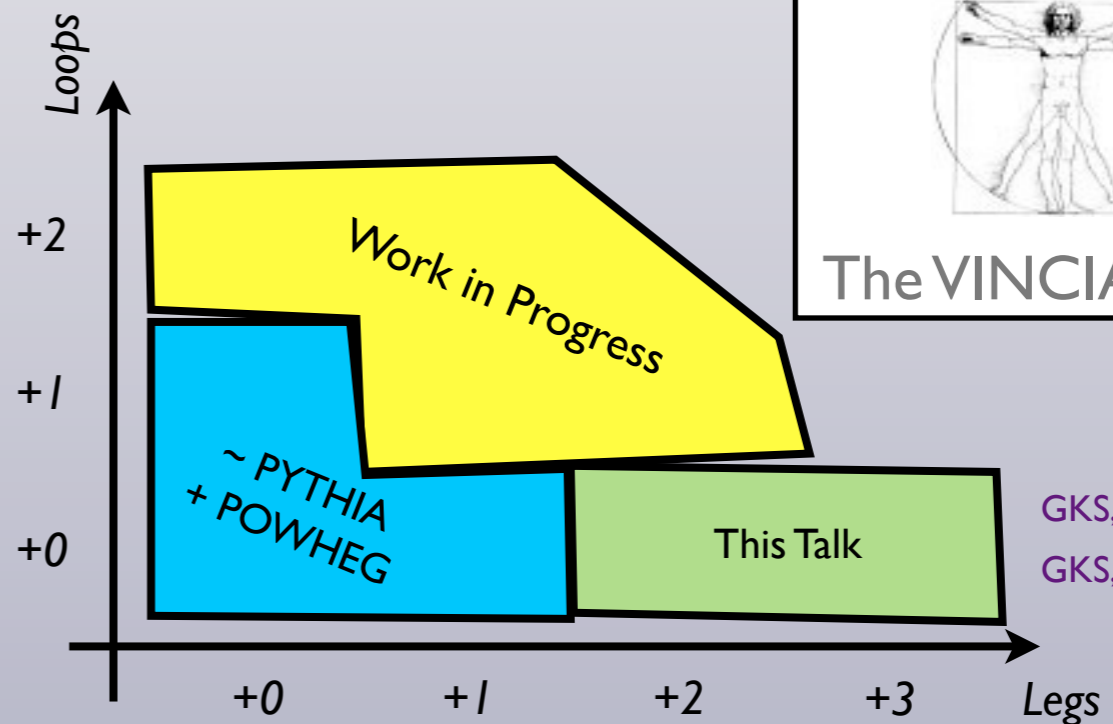 Loops
+2
+1
+0
Work in Progress
~ PYTHIA
+ POWHEG
This Talk
The VINCIA
GKS,
GKS,
+0 +1 +2 +3 Legs